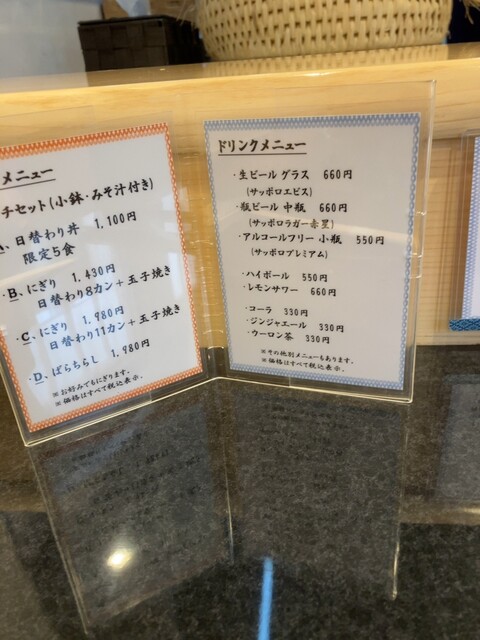 メニュー
チセット(小鉢・みそ汁付き)
、日替わり丼 1,100円
限定5食
B、にぎり 1,430円
日替わり8カン+玉子焼き
C、にぎり 1,980円
日替わり11カン+玉子焼き
D、ばらちらし 1,980円
※お好みでもにぎります。
※価格はすべて税込表示。
ドリンクメニュー
・生ビール グラス 660円
(サッポロエビス)
・瓶ビール 中瓶 660円
(サッポロラガー赤星)
・アルコールフリー 小瓶 550円
(サッポロプレミアム)
・ハイボール 550円
・レモンサワー 660円
・コーラ 330円
・ジンジャエール 330円
・ウーロン茶 330円
※その他別メニューもあります。
※価格はすべて税込表示。